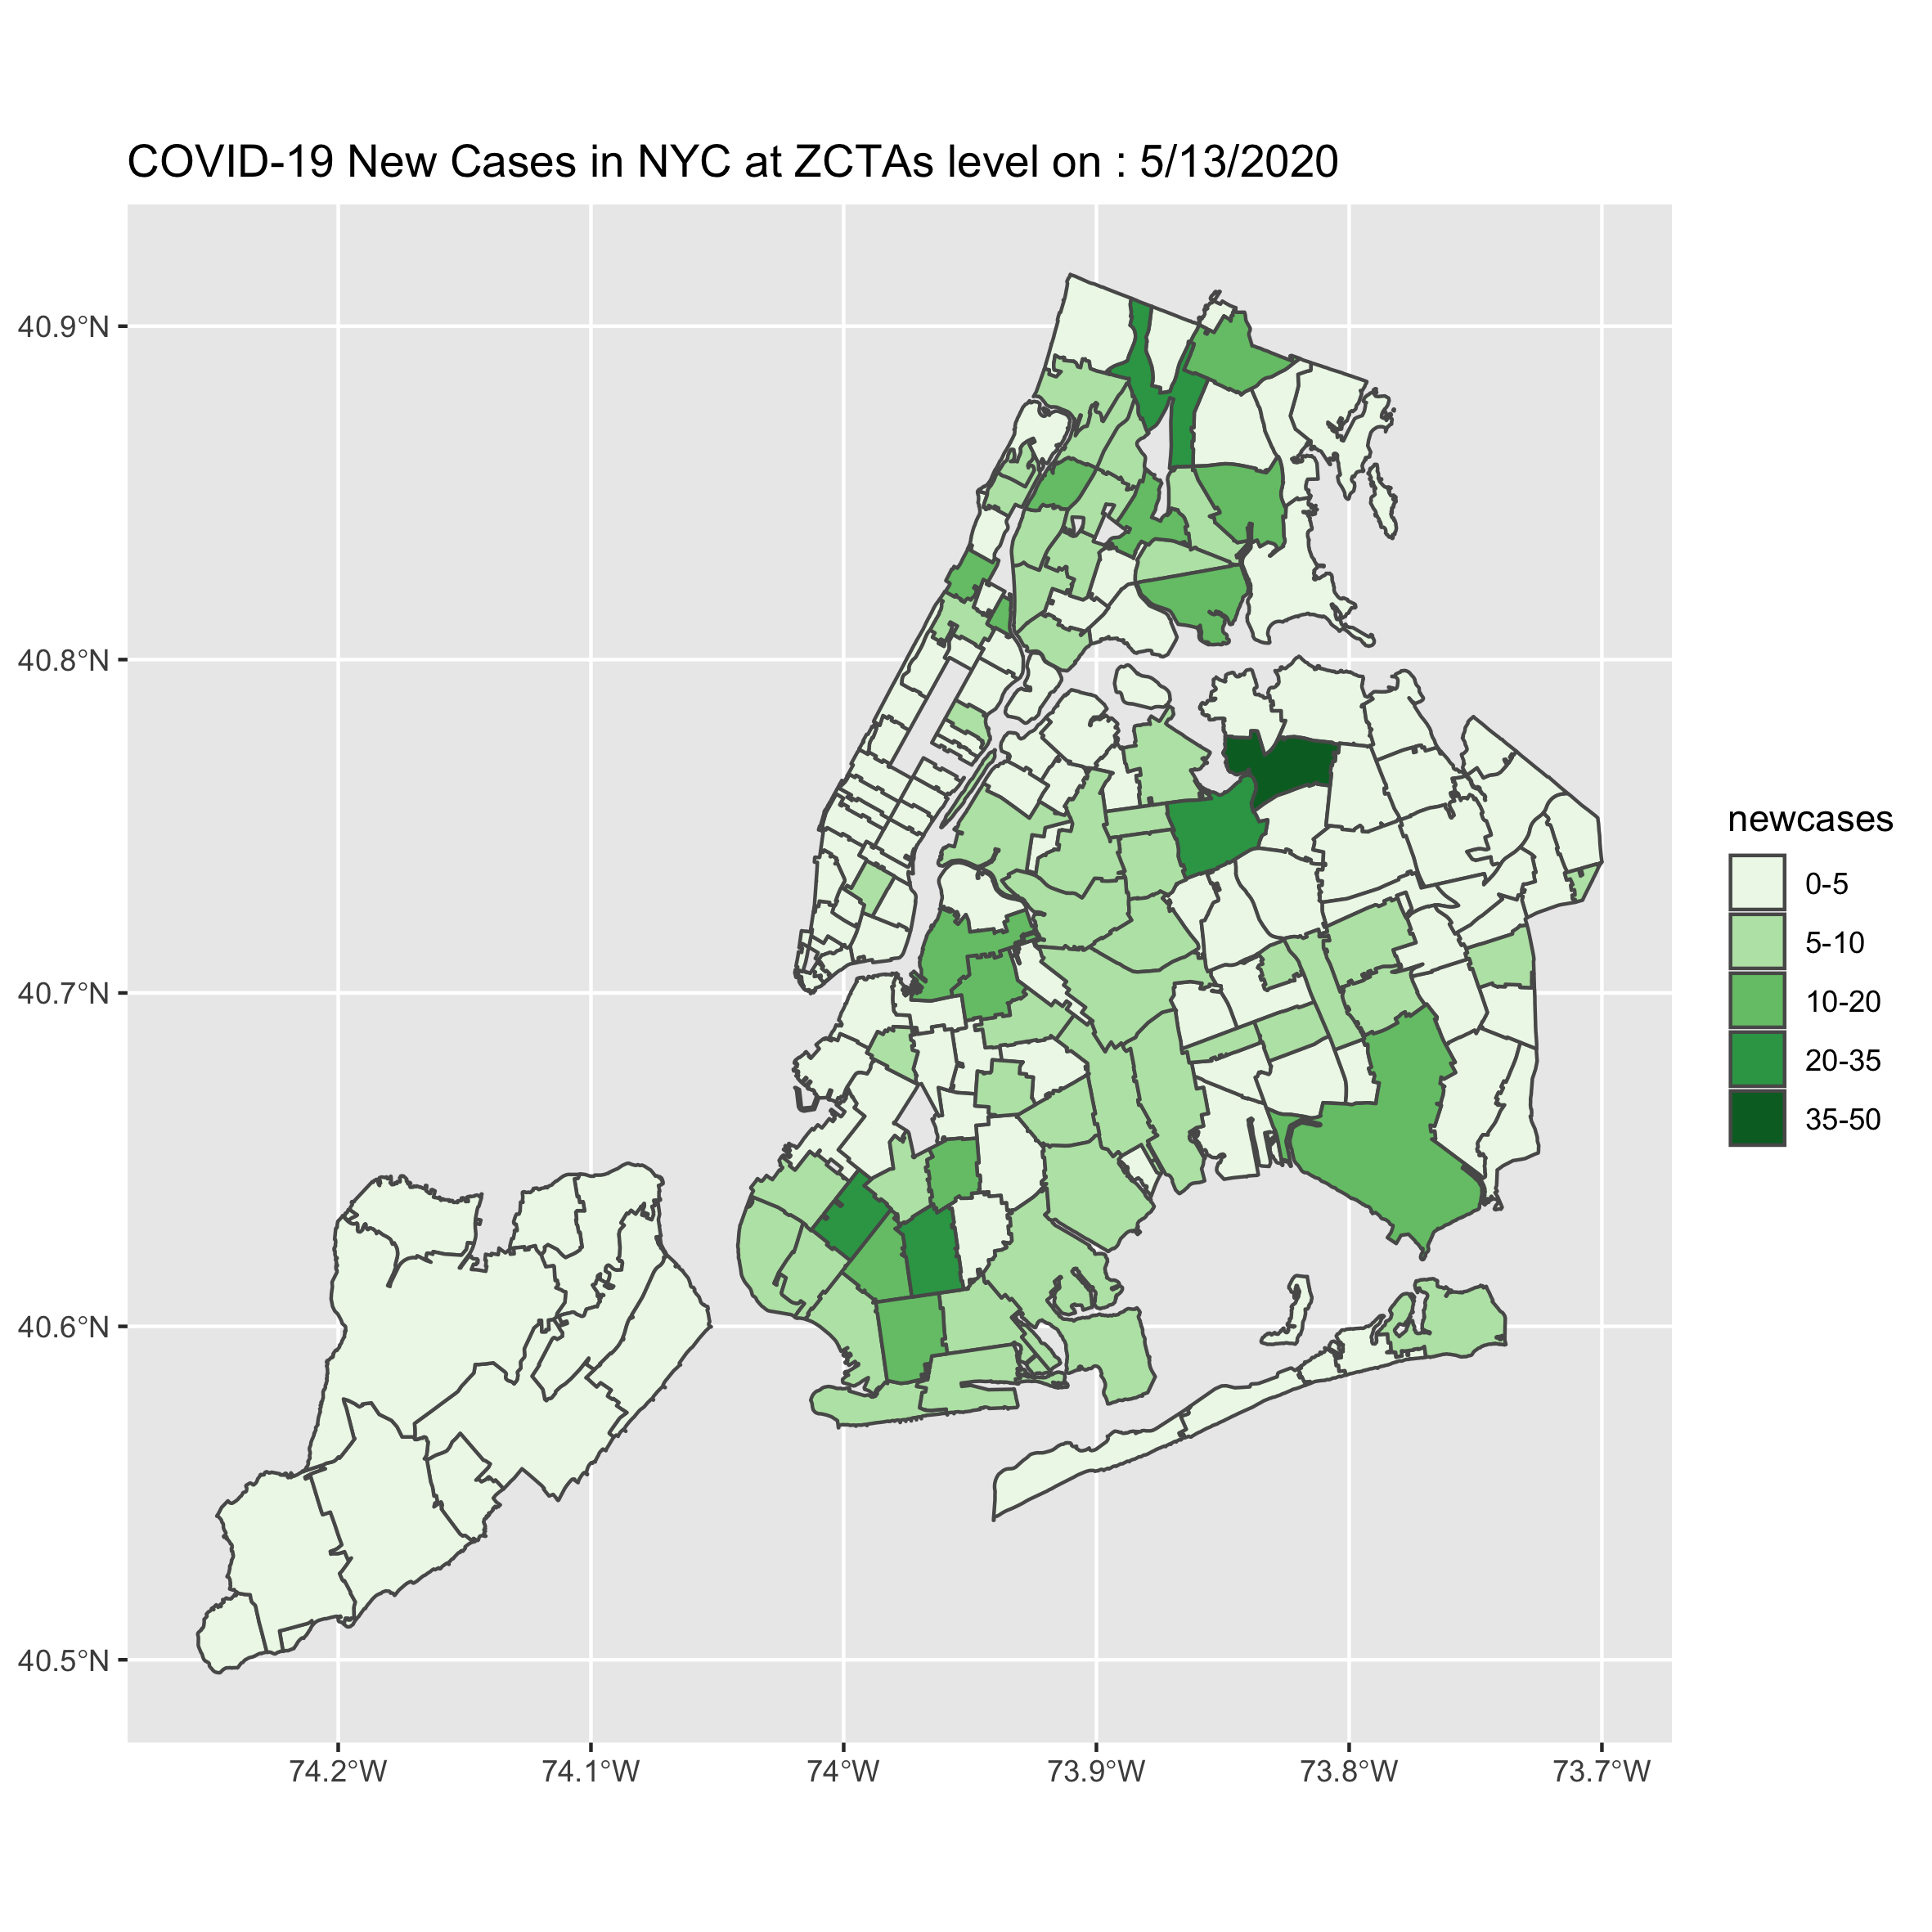 COVID-19 New Cases in NYC at ZCTAs level on : 5/13/2020
40.9°N
40.8°N
40.7°N
40.6°N
40.5°N
74.2°W
74.1°W
74°W
73.9°W
73.8°W
73.7°W
newcases
0-5
5-10
10-20
20-35
35-50